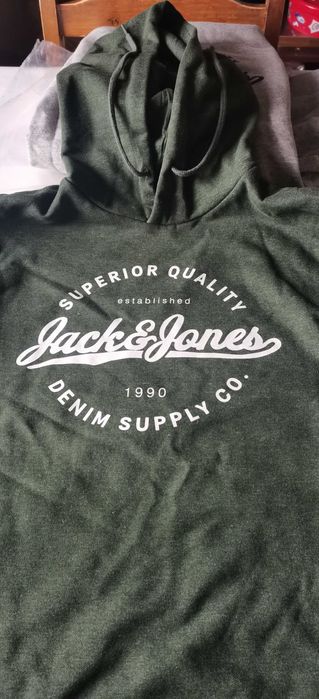 SUPERIOR QUALITY
established
Jack&Jones
1990
DENIM SUPPLY CO.